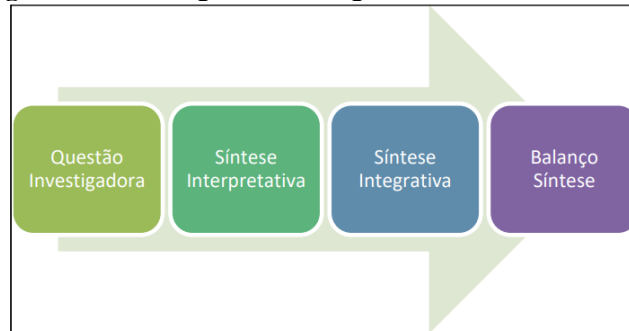 Questão
Investigadora
Síntese
Interpretativa
Síntese
Integrativa
Balanço
Síntese